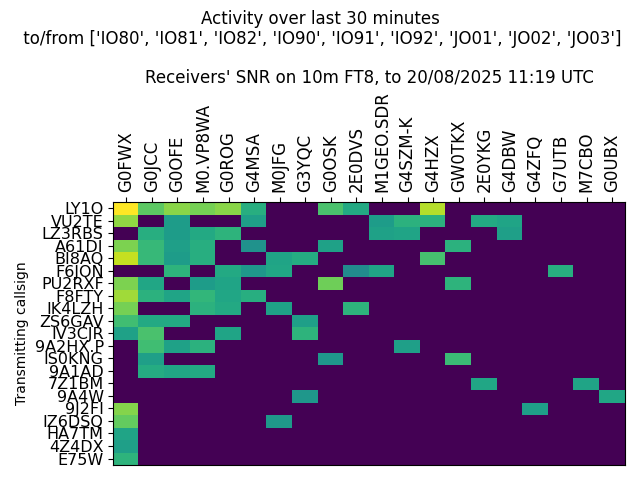 Activity over last 30 minutes
to/from ['IO80', 'IO81', 'IO82', 'IO90', 'IO91', 'IO92', 'JO01', 'JO02', 'JO03']
Receivers' SNR on 10m FT8, to 20/08/2025 11:19 UTC
G0FWX
G0JCC
G0OFE
M0.VP8WA
G0ROG
G4MSA
M0JFG
G3YQC
G0OSK
2E0DVS
M1GEO.SDR
G4SZM-K
G4HZX
GW0TKX
2E0YKG
G4DBW
G4ZFQ
G7UTB
M7CBO
G0UBX
Transmitting callsign
LY1O
VU2TE
LZ3RBS
A61DJ
BI8AQ
F6ION
PU2RXF
F8FTY
IK4LZH
ZS6GAV
IV3CJR
9A2HX.P
IS0KNG
9A1AD
7Z1BM
9A4W
9J2FI
IZ6DSQ
HA7TM
4Z4DX
E75W